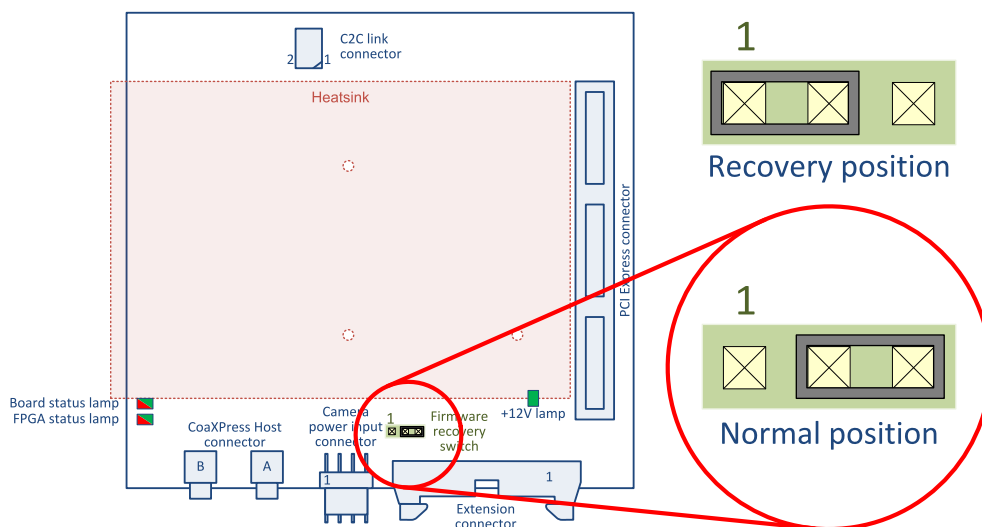 C2C link
connector
2
1
Heatsink
PCI Express connector
1
Recovery position
1
Normal position
Board status lamp
FPGA status lamp
+12V lamp
CoaXPress Host
connector
B
A
Camera
power input
connector
1
1
Firmware
recovery
switch
1
Extension
connector